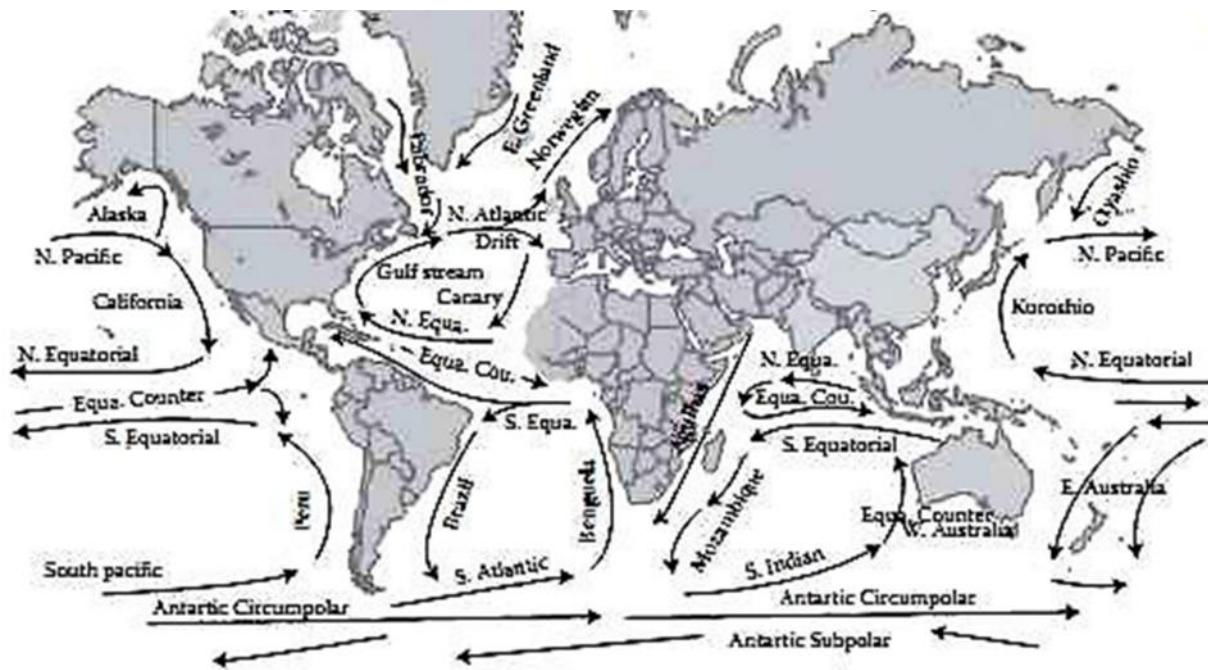 E. Greenland
Norwegian
Labrador
Oyashio
Alaska
N. Atlantic
Drift
N. Pacific
N. Pacific
Gulf stream
California
Canary
Kuroshio
N. Equa.
N. Equatorial
Equa. Cou.
N. Equa.
N. Equatorial
Equa. Counter
Equa. Cou.
S. Equatorial
S. Equa.
Agulhas
S. Equatorial
Peru
Brazil
Benguela
Mozambique
E. Australia
Equa. Counter
W. Australia
South pacific
S. Atlantic
S. Indian
Antartic Circumpolar
Antartic Circumpolar
Antartic Subpolar